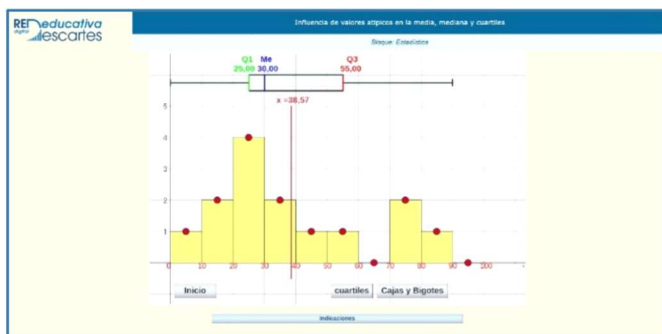 RED educativa
digital
Descartes
Influencia de valores atípicos en la media, mediana y cuartiles
Bloque: Estadística
Q1 Me Q3
25,00 30,00 55,00
x =38,57
5
4
3
2
1
0 10 20 30 40 50 60 70 80 90 100
Inicio cuartiles Cajas y Bigotes
Indicaciones